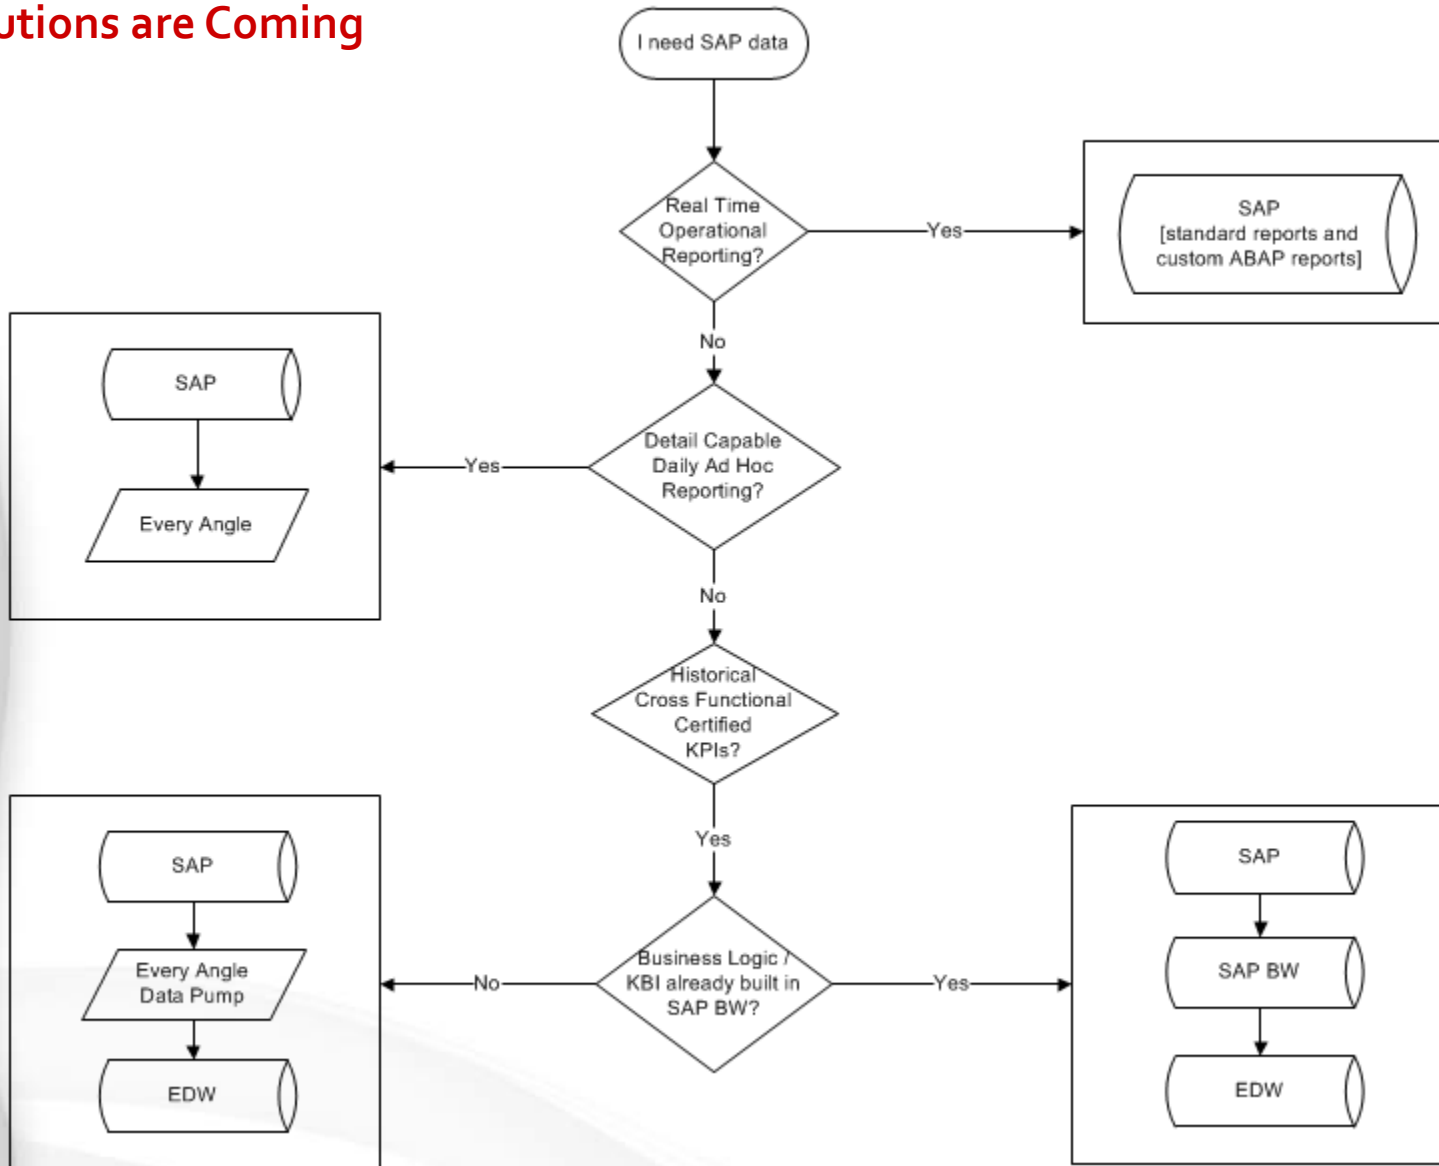 are Coming
I need SAP data
Real Time
Operational
Reporting?
Yes
SAP
[standard reports and
custom ABAP reports]
No
SAP
Every Angle
Detail Capable
Daily Ad Hoc
Reporting?
Yes
No
Historical
Cross Functional
Certified
KPIs?
Yes
SAP
Every Angle
Data Pump
EDW
Business Logic /
KBI already built in
SAP BW?
No
Yes
SAP
SAP BW
EDW